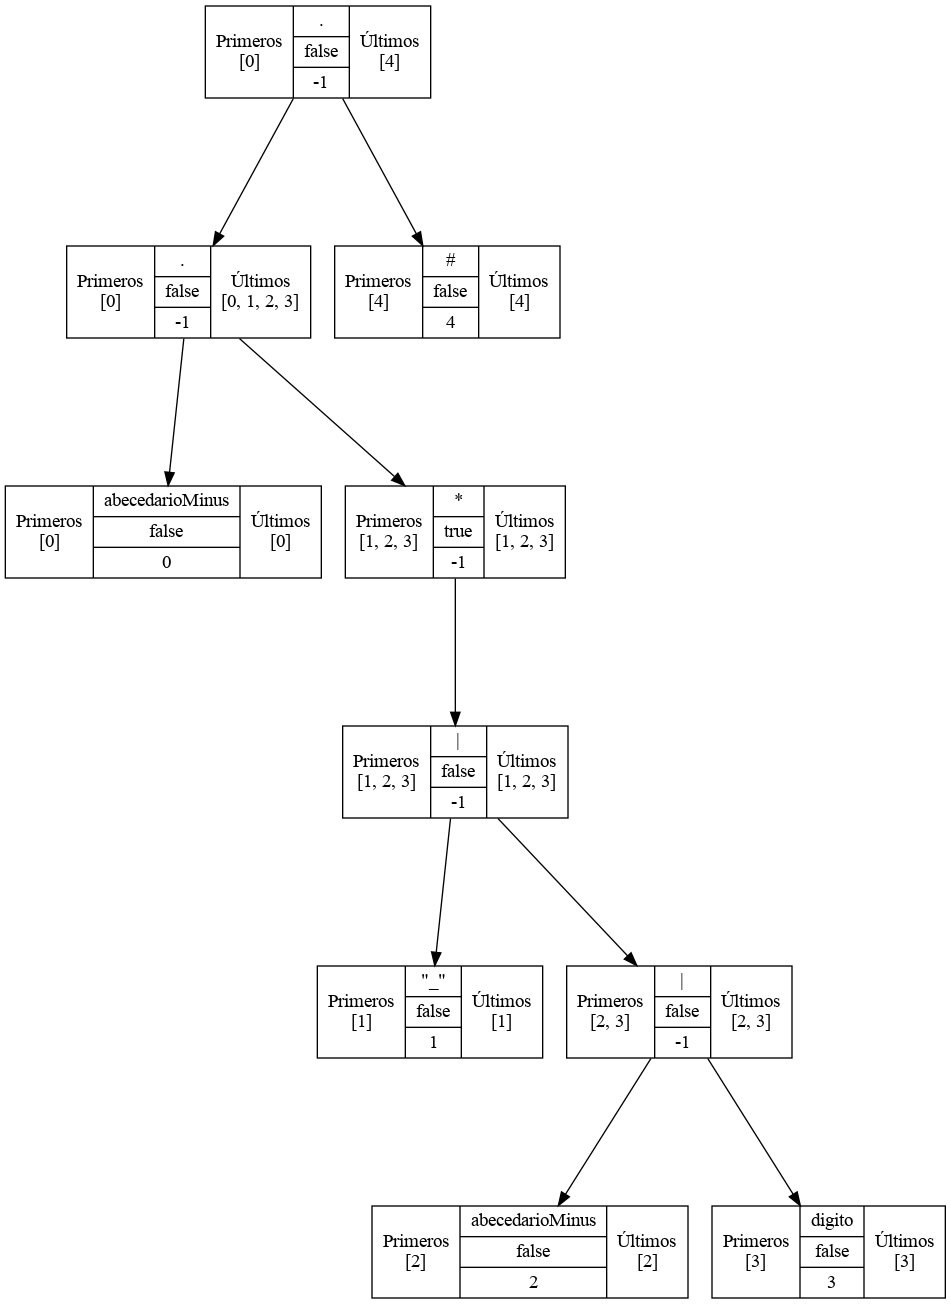 Primeros
[0]
.
false
-1
Últimos
[4]
Primeros
[0]
.
false
-1
Últimos
[0, 1, 2, 3]
Primeros
[4]
#
false
4
Últimos
[4]
Primeros
[0]
abecedarioMinus
false
0
Últimos
[0]
Primeros
[1, 2, 3]
*
true
-1
Últimos
[1, 2, 3]
Primeros
[1, 2, 3]
|
false
-1
Últimos
[1, 2, 3]
Primeros
[1]
"_"
false
1
Últimos
[1]
Primeros
[2, 3]
|
false
-1
Últimos
[2, 3]
Primeros
[2]
abecedarioMinus
false
2
Últimos
[2]
Primeros
[3]
digito
false
3
Últimos
[3]